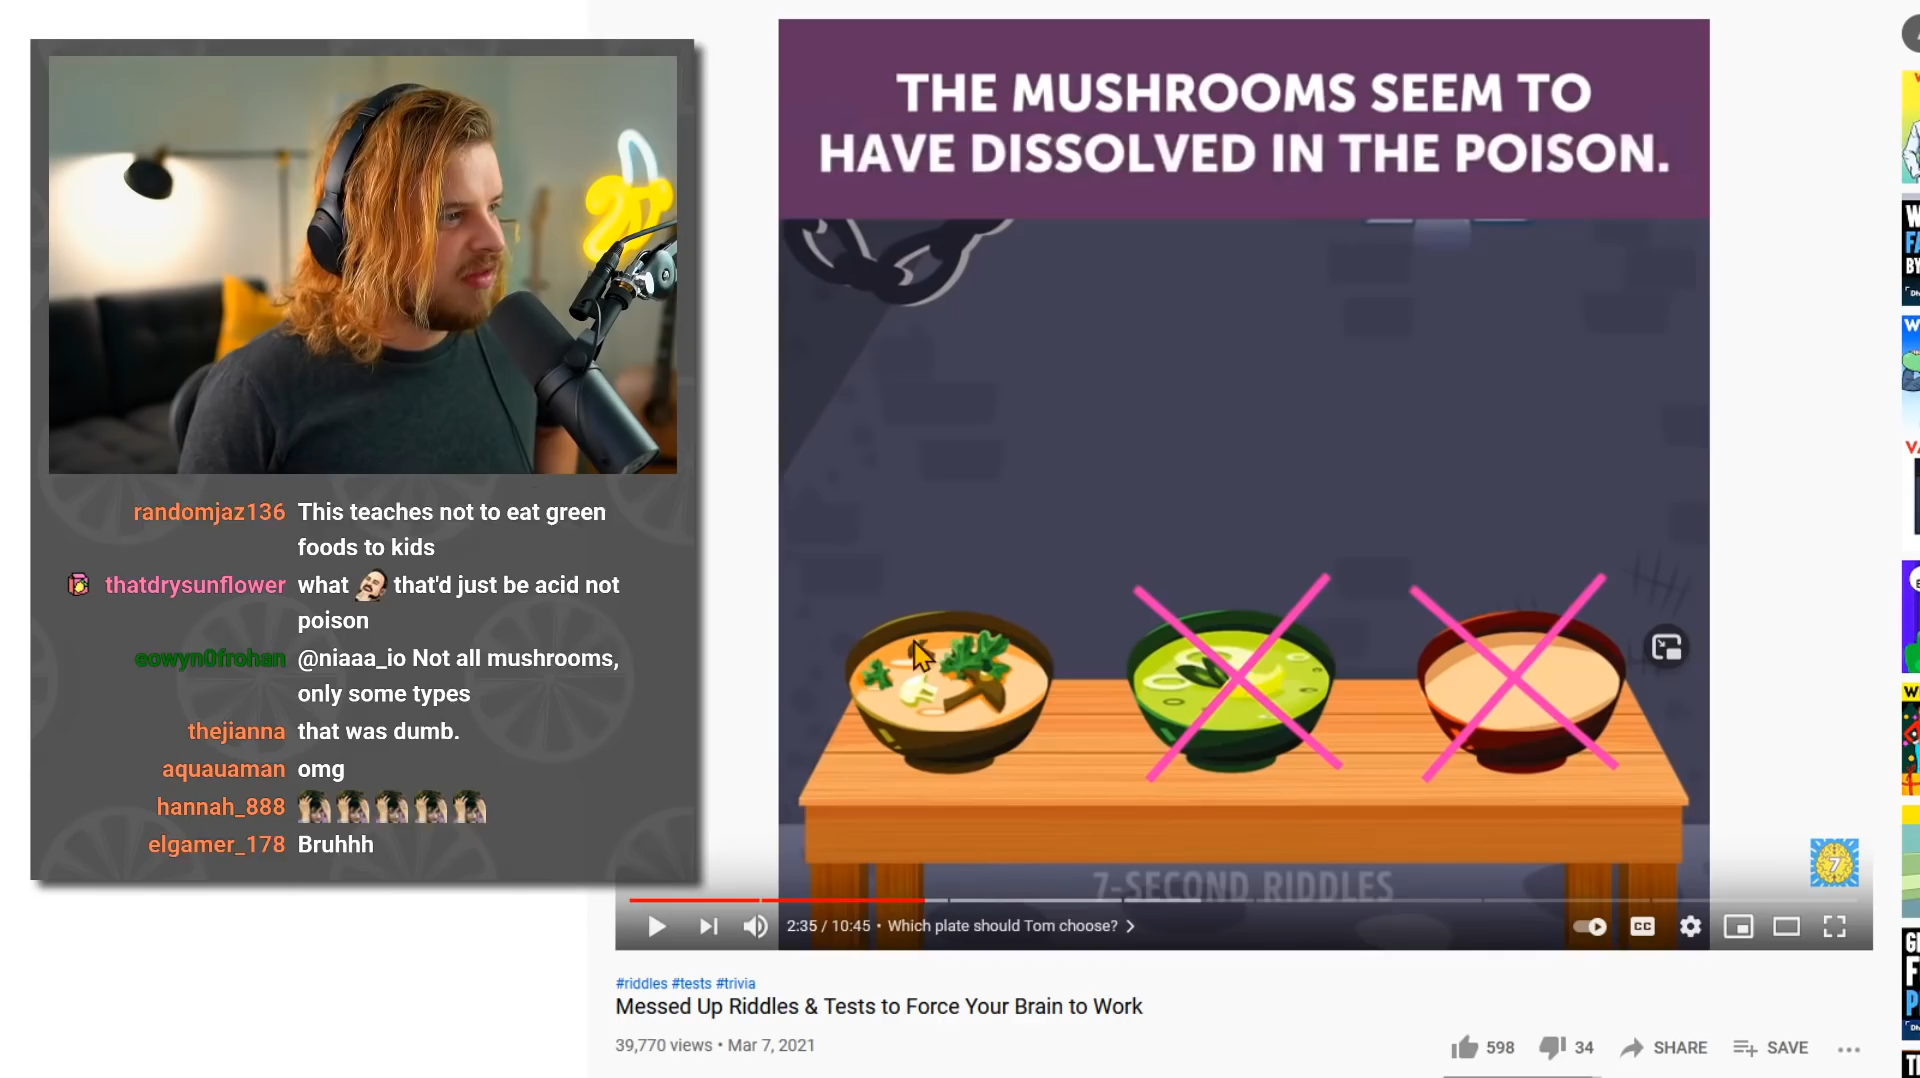 THE MUSHROOMS SEEM TO
HAVE DISSOLVED IN THE POISON.
randomjaz136 This teaches not to eat green
foods to kids
thatdrysunflower what that'd just be acid not
poison
eowyn0frohan @niaaa_io Not all mushrooms,
only some types
thejianna that was dumb.
aquauaman omg
hannah_888
elgamer_178 Bruhhh
7-SECOND RIDDLES
7
2:35 / 10:45 • Which plate should Tom choose?
CC
#riddles #tests #trivia
Messed Up Riddles & Tests to Force Your Brain to Work
39,770 views • Mar 7, 2021
598 34 SHARE SAVE